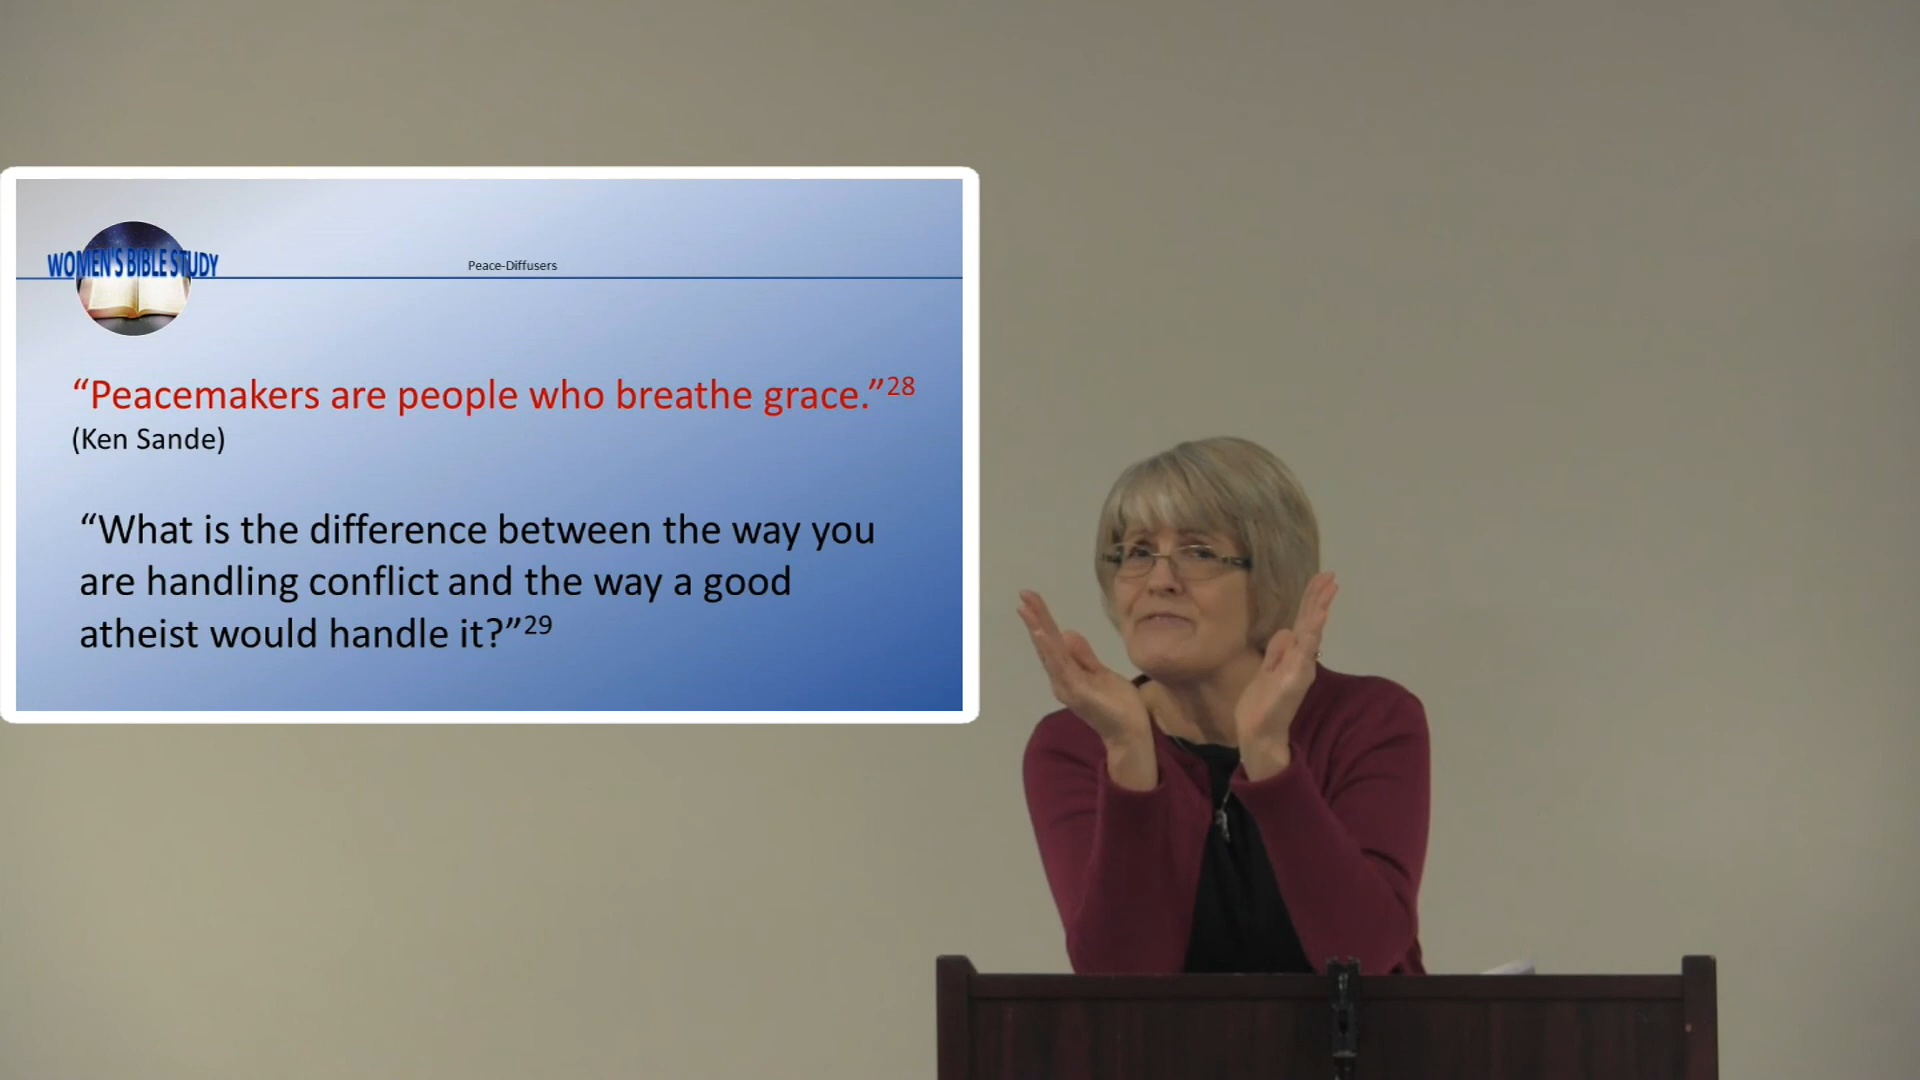 WOMEN'S BIBLE STUDY
Peace-Diffusers
“Peacemakers are people who breathe grace.”28
(Ken Sande)
“What is the difference between the way you
are handling conflict and the way a good
atheist would handle it?”29